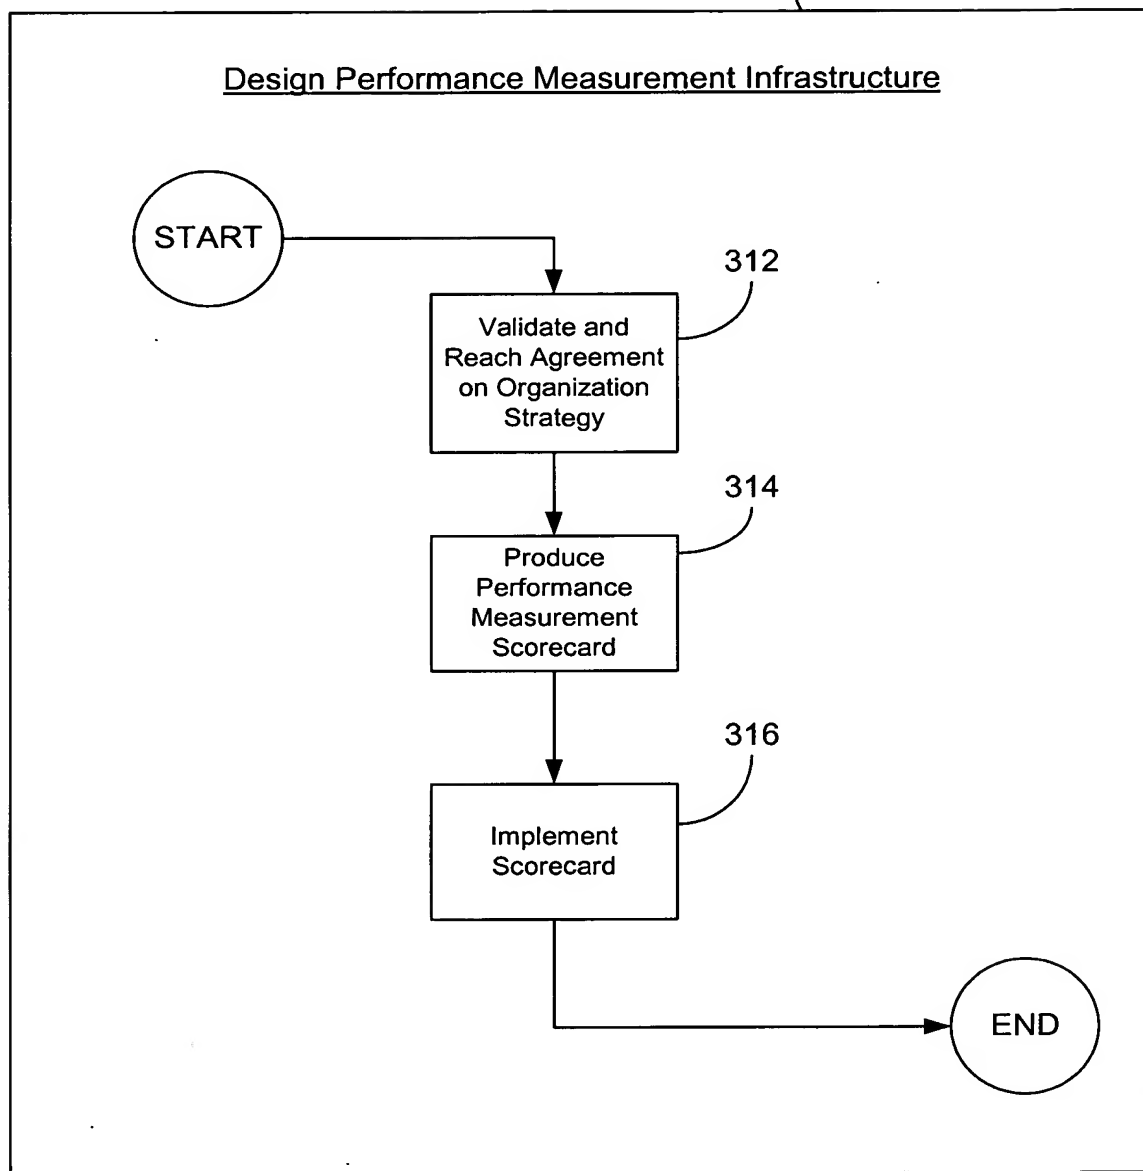 Design Performance Measurement Infrastructure
START
312
Validate and
Reach Agreement
on Organization
Strategy
314
Produce
Performance
Measurement
Scorecard
316
Implement
Scorecard
END